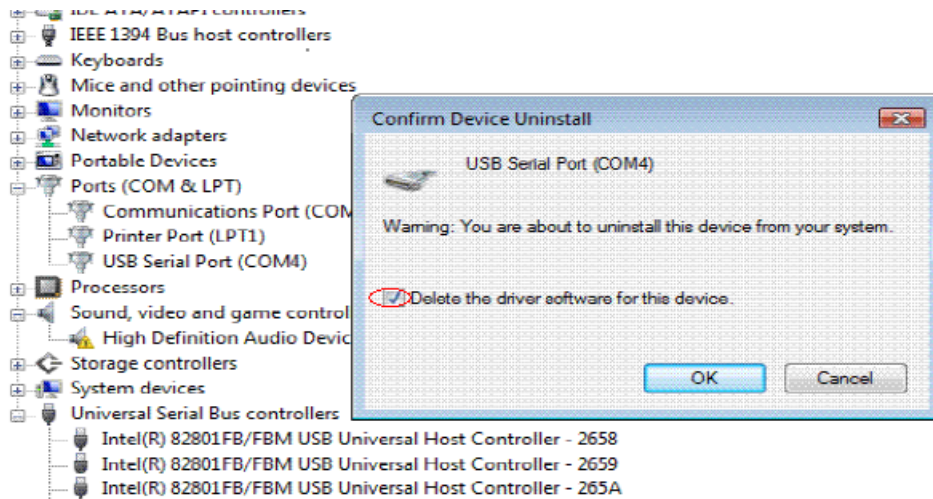 IDE ATA/ATAPI controllers
IEEE 1394 Bus host controllers
Keyboards
Mice and other pointing devices
Monitors
Network adapters
Portable Devices
Ports (COM & LPT)
Communications Port (COM
Printer Port (LPT1)
USB Serial Port (COM4)
Processors
Sound, video and game control
High Definition Audio Devic
Storage controllers
System devices
Universal Serial Bus controllers
Intel(R) 82801FB/FBM USB Universal Host Controller - 2658
Intel(R) 82801FB/FBM USB Universal Host Controller - 2659
Intel(R) 82801FB/FBM USB Universal Host Controller - 265A
Confirm Device Uninstall
USB Serial Port (COM4)
Warning: You are about to uninstall this device from your system.
Delete the driver software for this device.
OK
Cancel